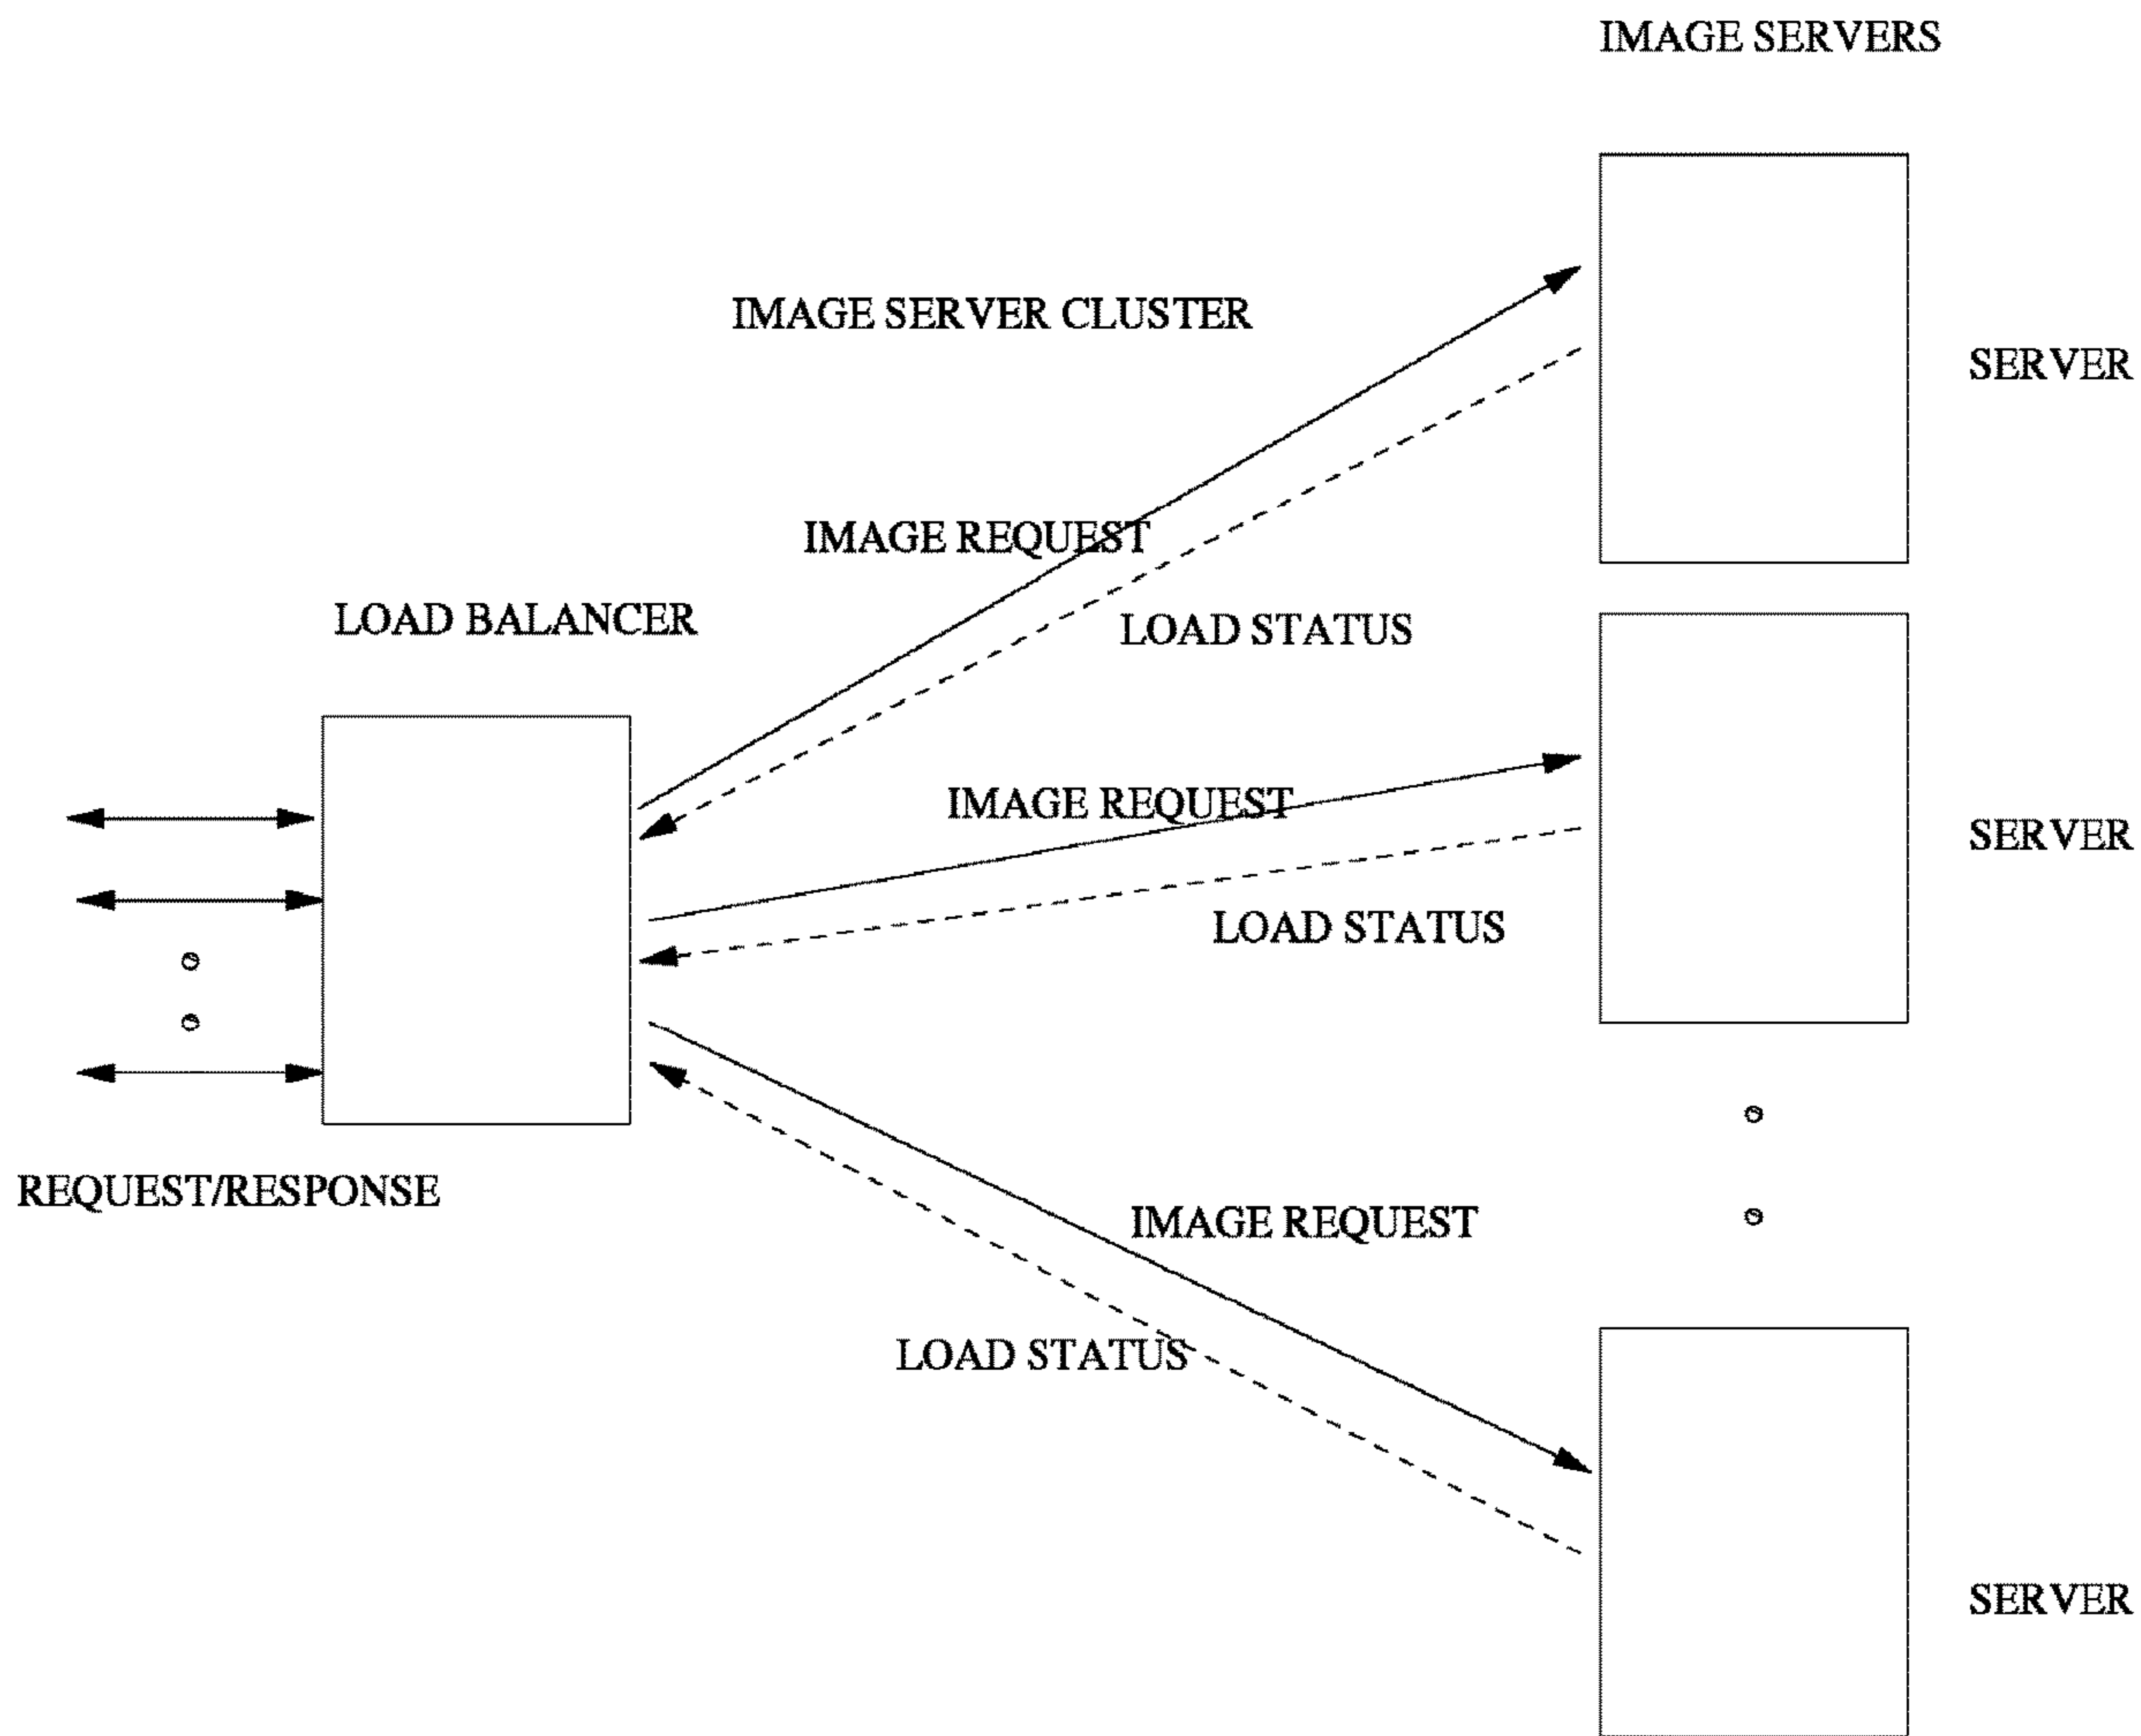 IMAGE SERVERS
IMAGE SERVER CLUSTER
SERVER
IMAGE REQUEST
LOAD BALANCER
LOAD STATUS
IMAGE REQUEST
SERVER
LOAD STATUS
REQUEST/RESPONSE
IMAGE REQUEST
LOAD STATUS
SERVER